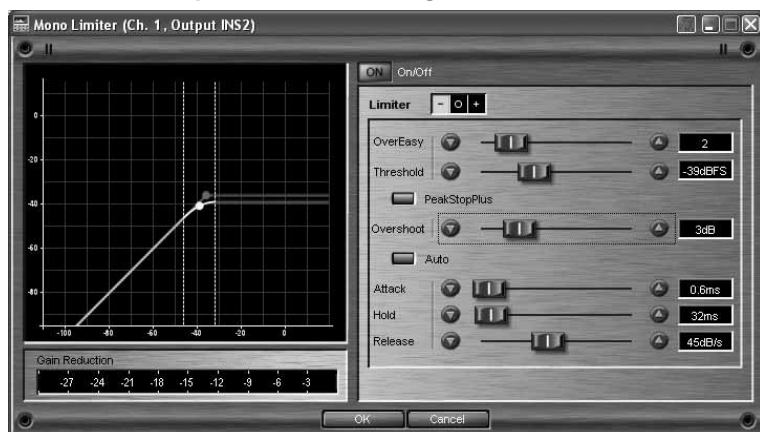 Mono Limiter (Ch. 1, Output INS2)
ON On/Off
Limiter - O +
OverEasy 2
Threshold -39dBFS
PeakStopPlus
Overshoot 3dB
Auto
Attack 0.6ms
Hold 32ms
Release 45dB/s
0
-20
-40
-60
-80
-100 -80 -60 -40 -20 0
Gain Reduction
-27 -24 -21 -18 -15 -12 -9 -6 -3
OK Cancel